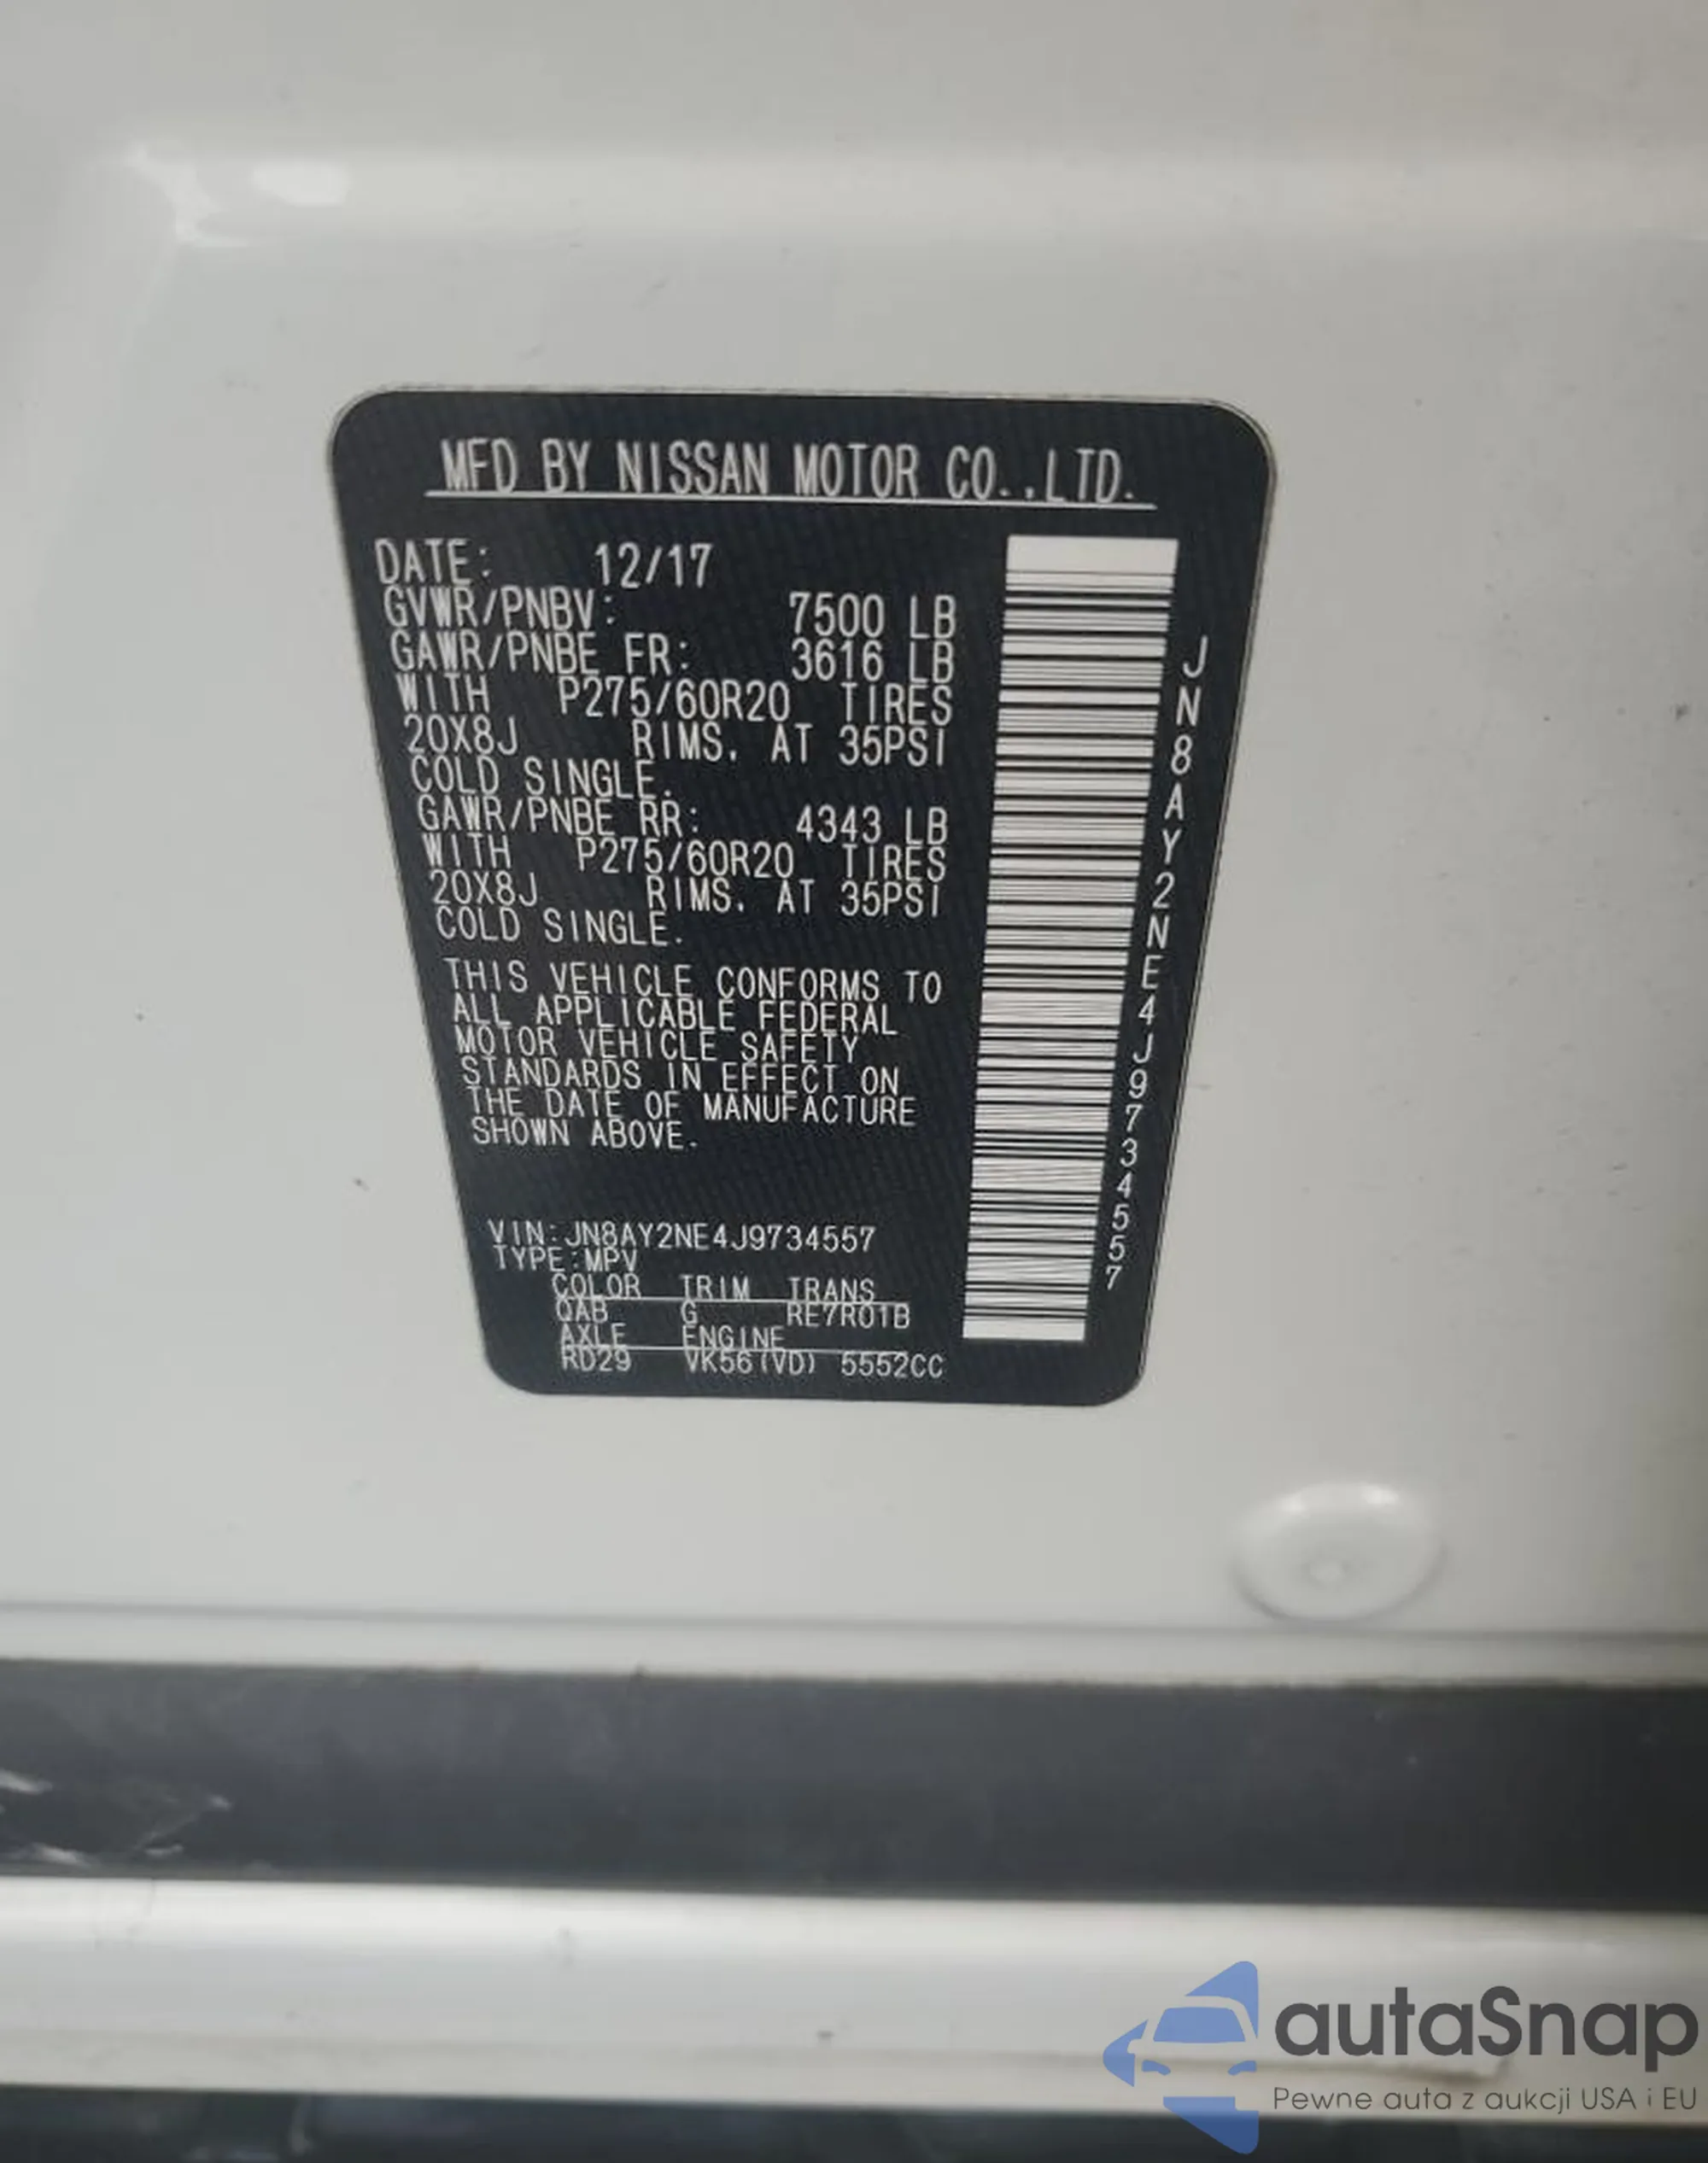 MFD BY NISSAN MOTOR CO.,LTD.
DATE: 12/17
GVWR/PNBV: 7500 LB
GAWR/PNBE FR: 3616 LB
WITH P275/60R20 TIRES
20X8J RIMS. AT 35PSI
COLD SINGLE.
GAWR/PNBE RR: 4343 LB
WITH P275/60R20 TIRES
20X8J RIMS. AT 35PSI
COLD SINGLE.
THIS VEHICLE CONFORMS TO
ALL APPLICABLE FEDERAL
MOTOR VEHICLE SAFETY
STANDARDS IN EFFECT ON
THE DATE OF MANUFACTURE
SHOWN ABOVE.
VIN:JN8AY2NE4J9734557
TYPE:MPV
COLOR TRIM TRANS
QAB G RE7R01B
AXLE ENGINE
RD29 VK56(VD) 5552CC
JN8AY2NE4J9734557
autaSnap
Pewne auta z aukcji USA i EU